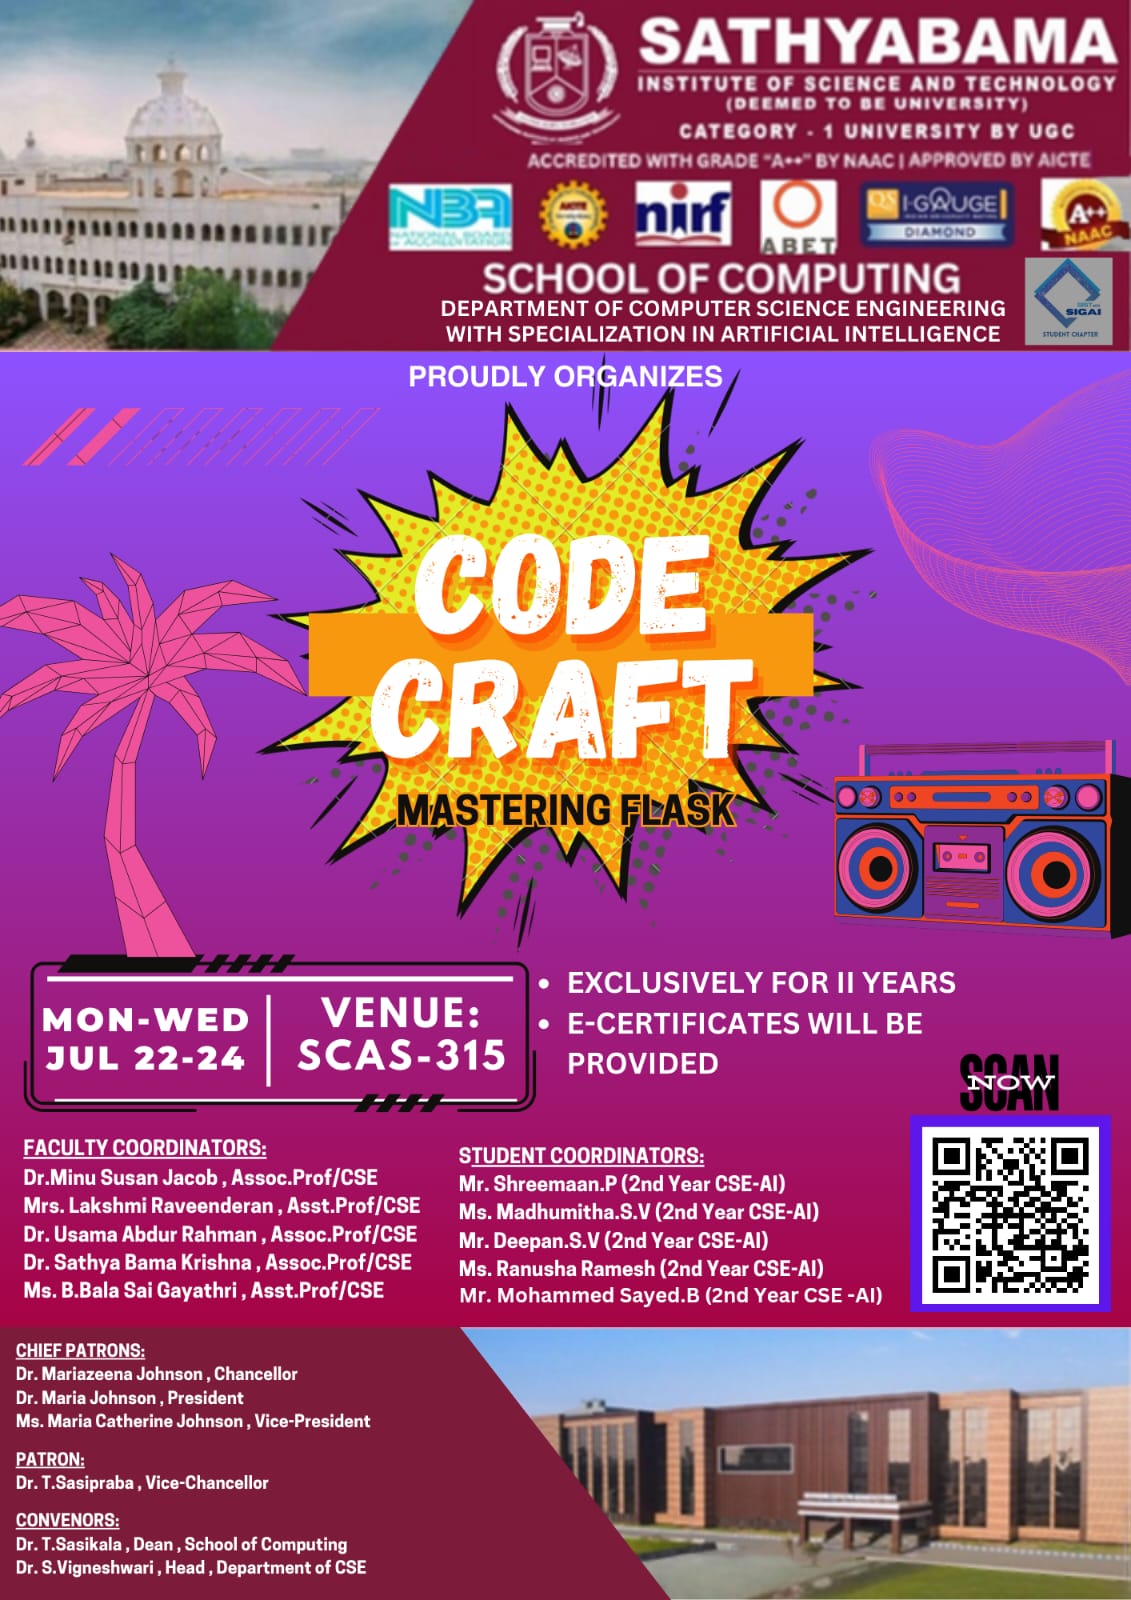 SATHYABAMA
INSTITUTE OF SCIENCE AND TECHNOLOGY
(DEEMED TO BE UNIVERSITY)
CATEGORY - 1 UNIVERSITY BY UGC
ACCREDITED WITH GRADE "A++" BY NAAC | APPROVED BY AICTE
NBA
NATIONAL BOARD
of ACCREDITATION
AICTE
nirf
ABET
QS I·GAUGE
DIAMOND
A++
NAAC
SCHOOL OF COMPUTING
DEPARTMENT OF COMPUTER SCIENCE ENGINEERING
WITH SPECIALIZATION IN ARTIFICIAL INTELLIGENCE
SIGAI
STUDENT CHAPTER
PROUDLY ORGANIZES
CODE
CRAFT
MASTERING FLASK
MON-WED
JUL 22-24
VENUE:
SCAS-315
• EXCLUSIVELY FOR II YEARS
• E-CERTIFICATES WILL BE
PROVIDED
SCAN
NOW
FACULTY COORDINATORS:
Dr.Minu Susan Jacob , Assoc.Prof/CSE
Mrs. Lakshmi Raveenderan , Asst.Prof/CSE
Dr. Usama Abdur Rahman , Assoc.Prof/CSE
Dr. Sathya Bama Krishna , Assoc.Prof/CSE
Ms. B.Bala Sai Gayathri , Asst.Prof/CSE
STUDENT COORDINATORS:
Mr. Shreemaan.P (2nd Year CSE-AI)
Ms. Madhumitha.S.V (2nd Year CSE-AI)
Mr. Deepan.S.V (2nd Year CSE-AI)
Ms. Ranusha Ramesh (2nd Year CSE-AI)
Mr. Mohammed Sayed.B (2nd Year CSE -AI)
CHIEF PATRONS:
Dr. Mariazeena Johnson , Chancellor
Dr. Maria Johnson , President
Ms. Maria Catherine Johnson , Vice-President
PATRON:
Dr. T.Sasipraba , Vice-Chancellor
CONVENORS:
Dr. T.Sasikala , Dean , School of Computing
Dr. S.Vigneshwari , Head , Department of CSE